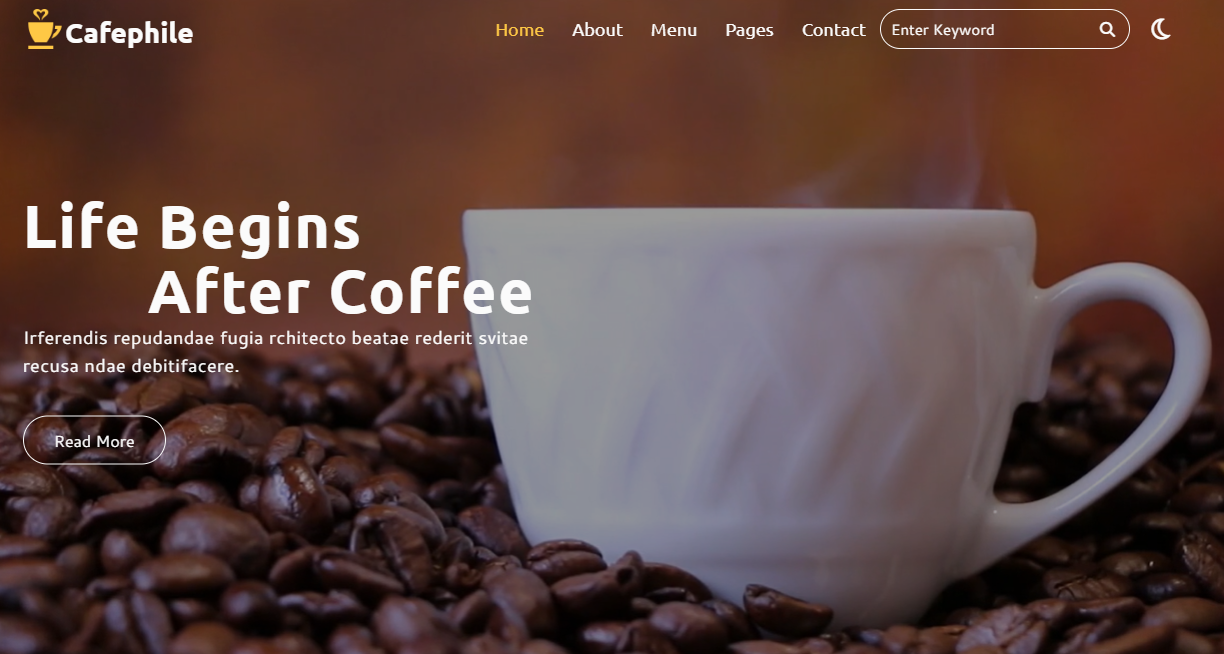 Cafephile
Home
About
Menu
Pages
Contact
Enter Keyword
Life Begins
After Coffee
Irferendis repudandae fugia rchitecto beatae rederit svitae
recusa ndae debitifacere.
Read More